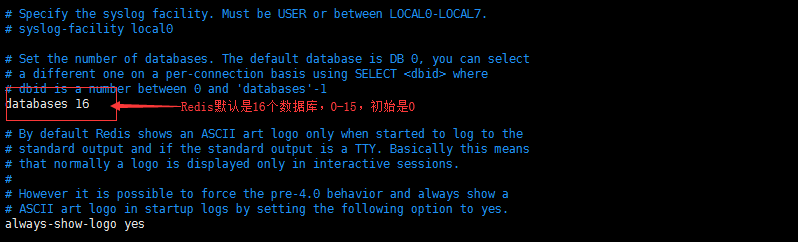 # Specify the syslog facility. Must be USER or between LOCAL0-LOCAL7.
# syslog-facility local0
# Set the number of databases. The default database is DB 0, you can select
# a different one on a per-connection basis using SELECT <dbid> where
# dbid is a number between 0 and 'databases'-1
databases 16 Redis默认是16个数据库，0-15，初始是0
# By default Redis shows an ASCII art logo only when started to log to the
# standard output and if the standard output is a TTY. Basically this means
# that normally a logo is displayed only in interactive sessions.
#
# However it is possible to force the pre-4.0 behavior and always show a
# ASCII art logo in startup logs by setting the following option to yes.
always-show-logo yes